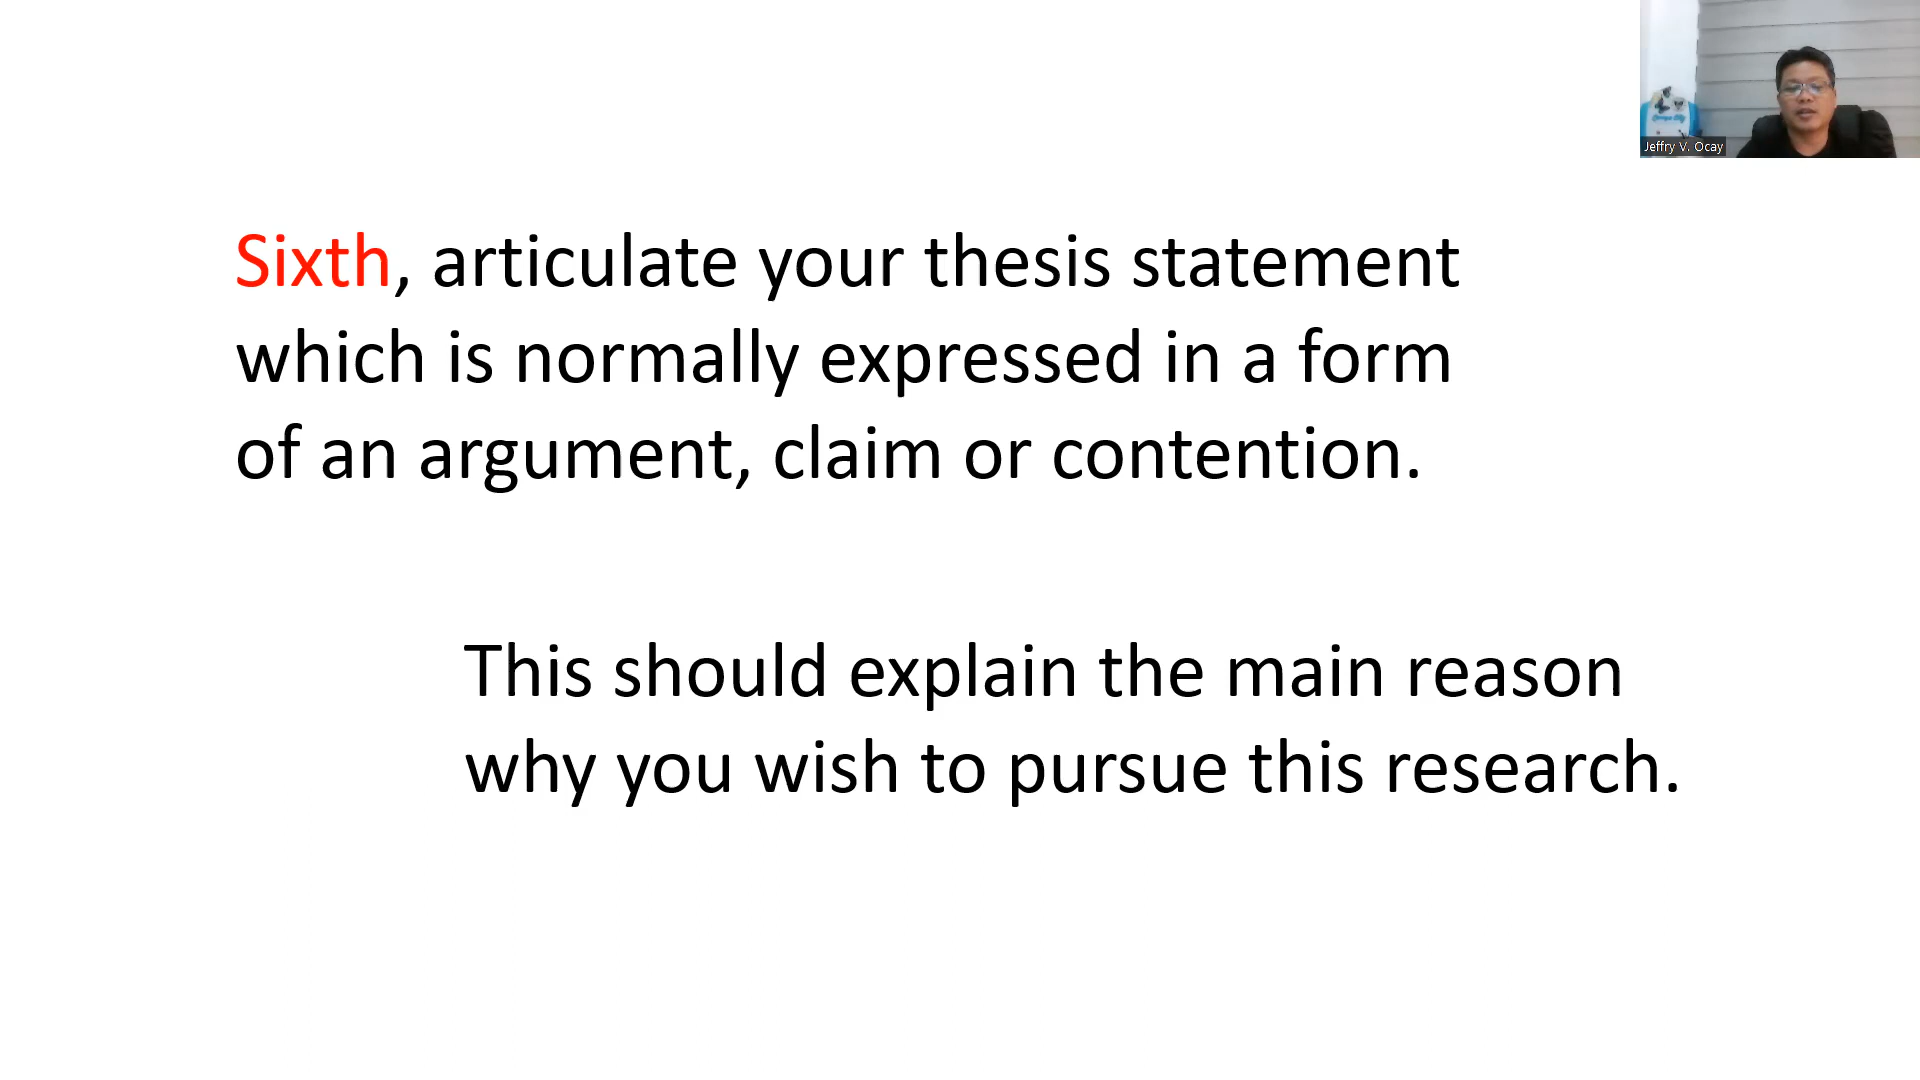 Jeffry V. Ocay
Sixth, articulate your thesis statement
which is normally expressed in a form
of an argument, claim or contention.
This should explain the main reason
why you wish to pursue this research.